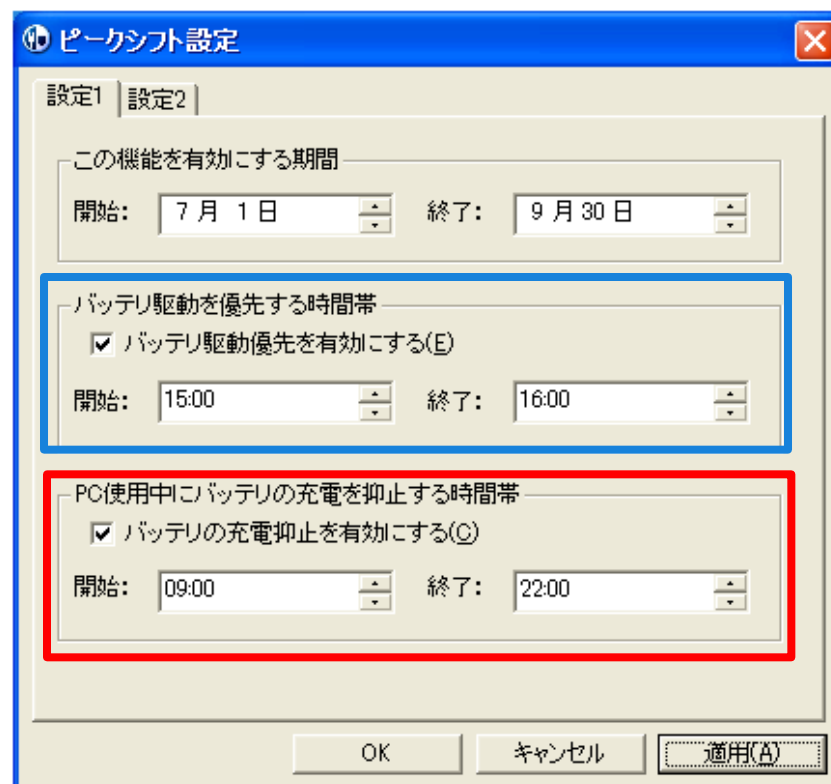 ピークシフト設定
設定1 設定2
この機能を有効にする期間
開始: 7月 1日 終了: 9月30日
バッテリ駆動を優先する時間帯
バッテリ駆動優先を有効にする(E)
開始: 15:00 終了: 16:00
PC使用中にバッテリの充電を抑止する時間帯
バッテリの充電抑止を有効にする(C)
開始: 09:00 終了: 22:00
OK キャンセル 適用(A)